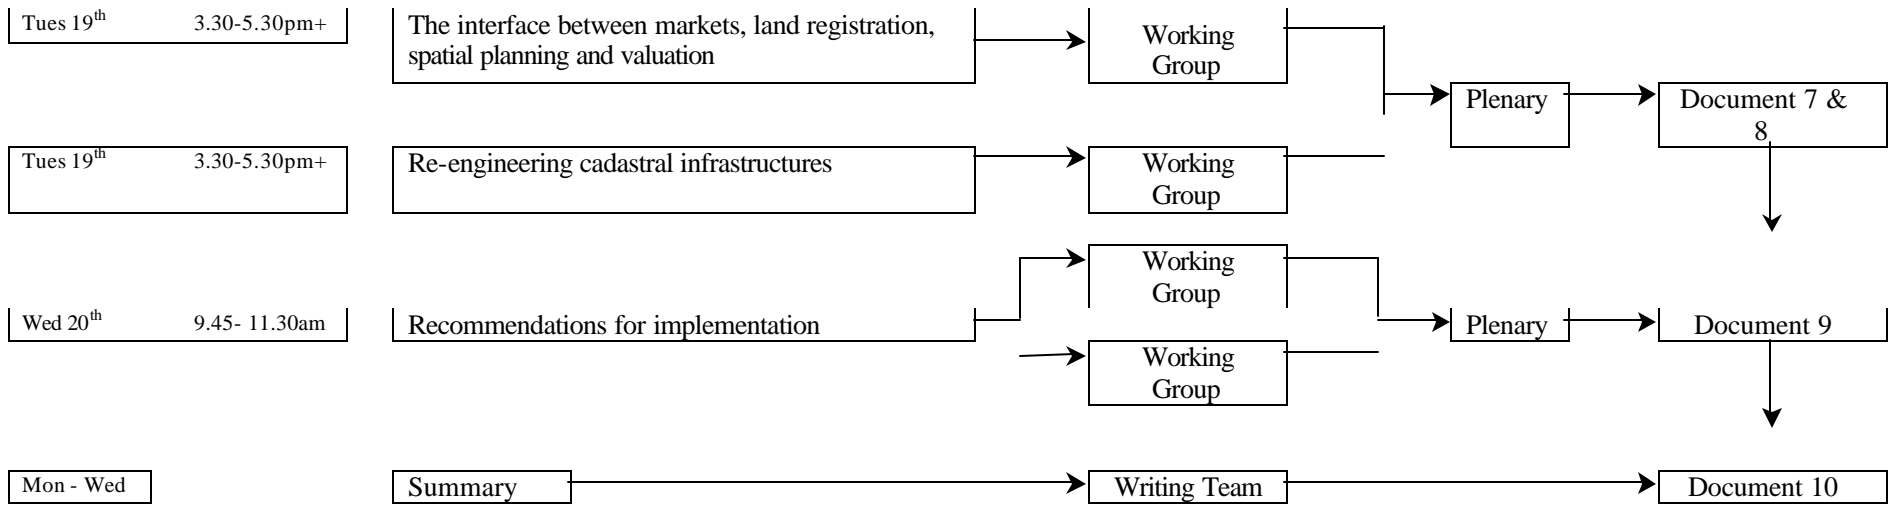 Tues 19th 3.30-5.30pm+
The interface between markets, land registration,
spatial planning and valuation
Working
Group
Plenary
Document 7 &
8
Tues 19th 3.30-5.30pm+
Re-engineering cadastral infrastructures
Working
Group
Working
Group
Wed 20th 9.45- 11.30am
Recommendations for implementation
Plenary
Document 9
Working
Group
Mon - Wed
Summary
Writing Team
Document 10